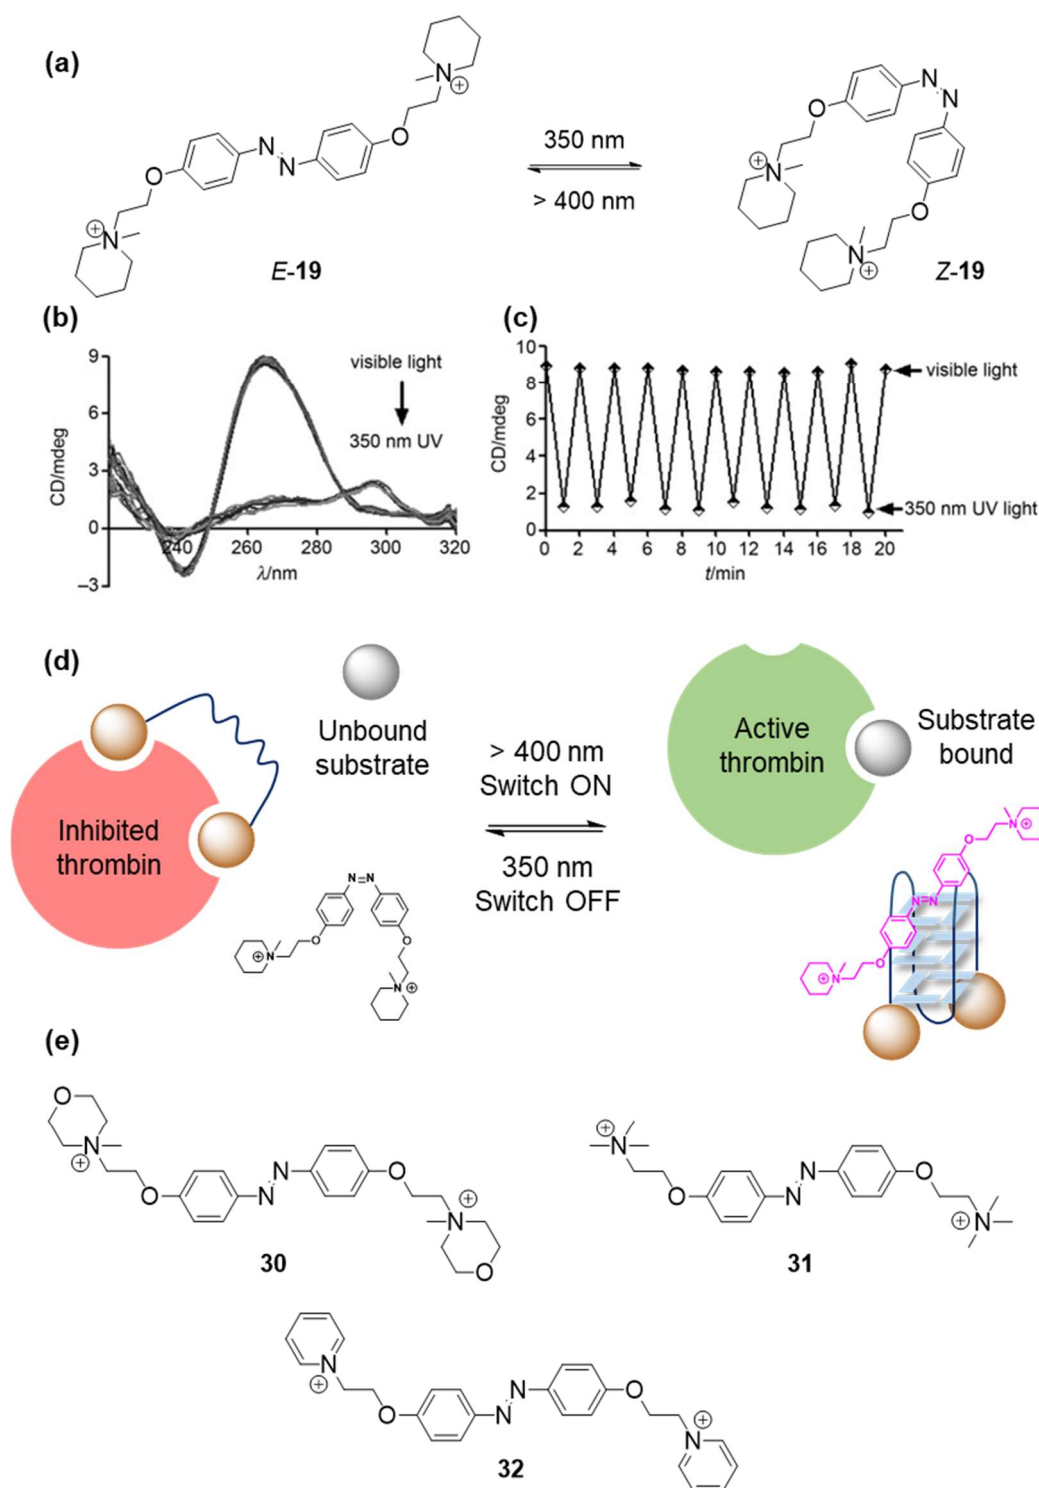 (a)
N
⊕
O
N
N
O
⊕
N
E-19
350 nm
> 400 nm
N
N
O
⊕
N
O
N
⊕
Z-19
(b)
9
6
3
0
−3
CD/mdeg
240
260
280
300
320
λ/nm
visible light
350 nm UV
(c)
10
8
6
4
2
0
CD/mdeg
0 2 4 6 8 10 12 14 16 18 20
t/min
visible light
350 nm UV light
(d)
Inhibited
thrombin
Unbound
substrate
N=N
O
O
N
⊕
N
⊕
> 400 nm
Switch ON
350 nm
Switch OFF
Active
thrombin
Substrate
bound
N
⊕
O
N=N
O
N
⊕
(e)
O
N
⊕
O
N
N
O
⊕
N
O
30
⊕
N
O
N
N
O
⊕
N
31
N
⊕
O
N
N
O
⊕
N
32